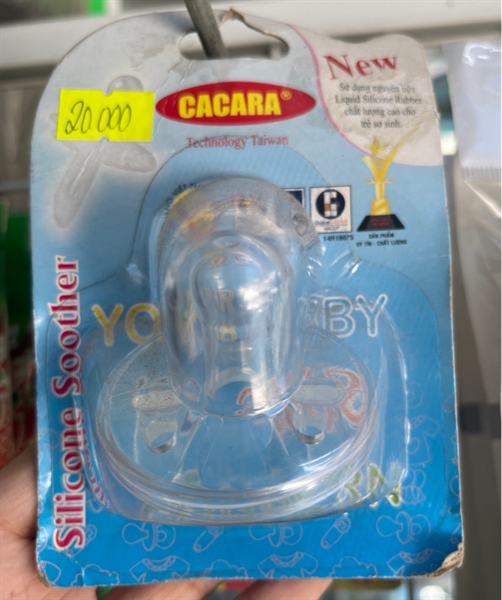 20.000
CACARA®
Technology Taiwan
New
Sử dụng nguyên liệu
Liquid Silicone Rubber
chất lượng cao cho
trẻ sơ sinh.
SẢN PHẨM
UY TÍN - CHẤT LƯỢNG
Silicone Soother
BY